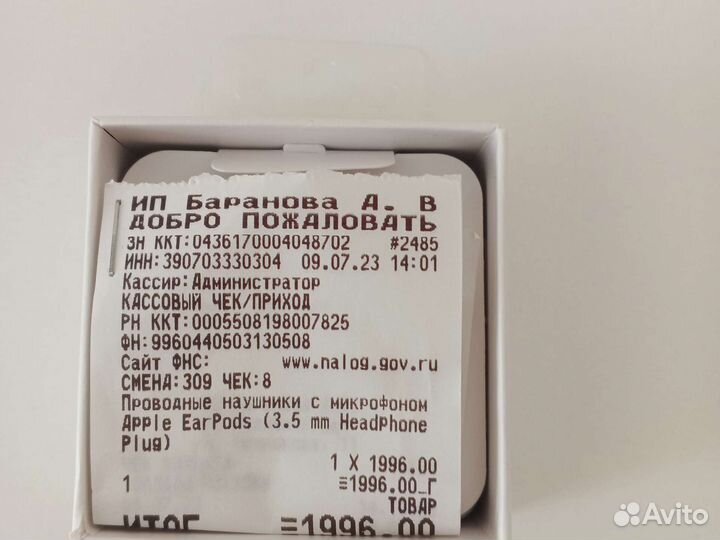 ИП Баранова А. В
ДОБРО ПОЖАЛОВАТЬ
ЗН ККТ:0436170004048702 #2485
ИНН:390703330304 09.07.23 14:01
Кассир:Администратор
КАССОВЫЙ ЧЕК/ПРИХОД
РН ККТ:0005508198007825
ФН:9960440503130508
Сайт ФНС: www.nalog.gov.ru
СМЕНА:309 ЧЕК:8
Проводные наушники с микрофоном
Apple EarPods (3.5 mm Headphone
Plug)
1 X 1996.00
1 =1996.00_Г
ТОВАР
ИТОГ =1996.00
Avito